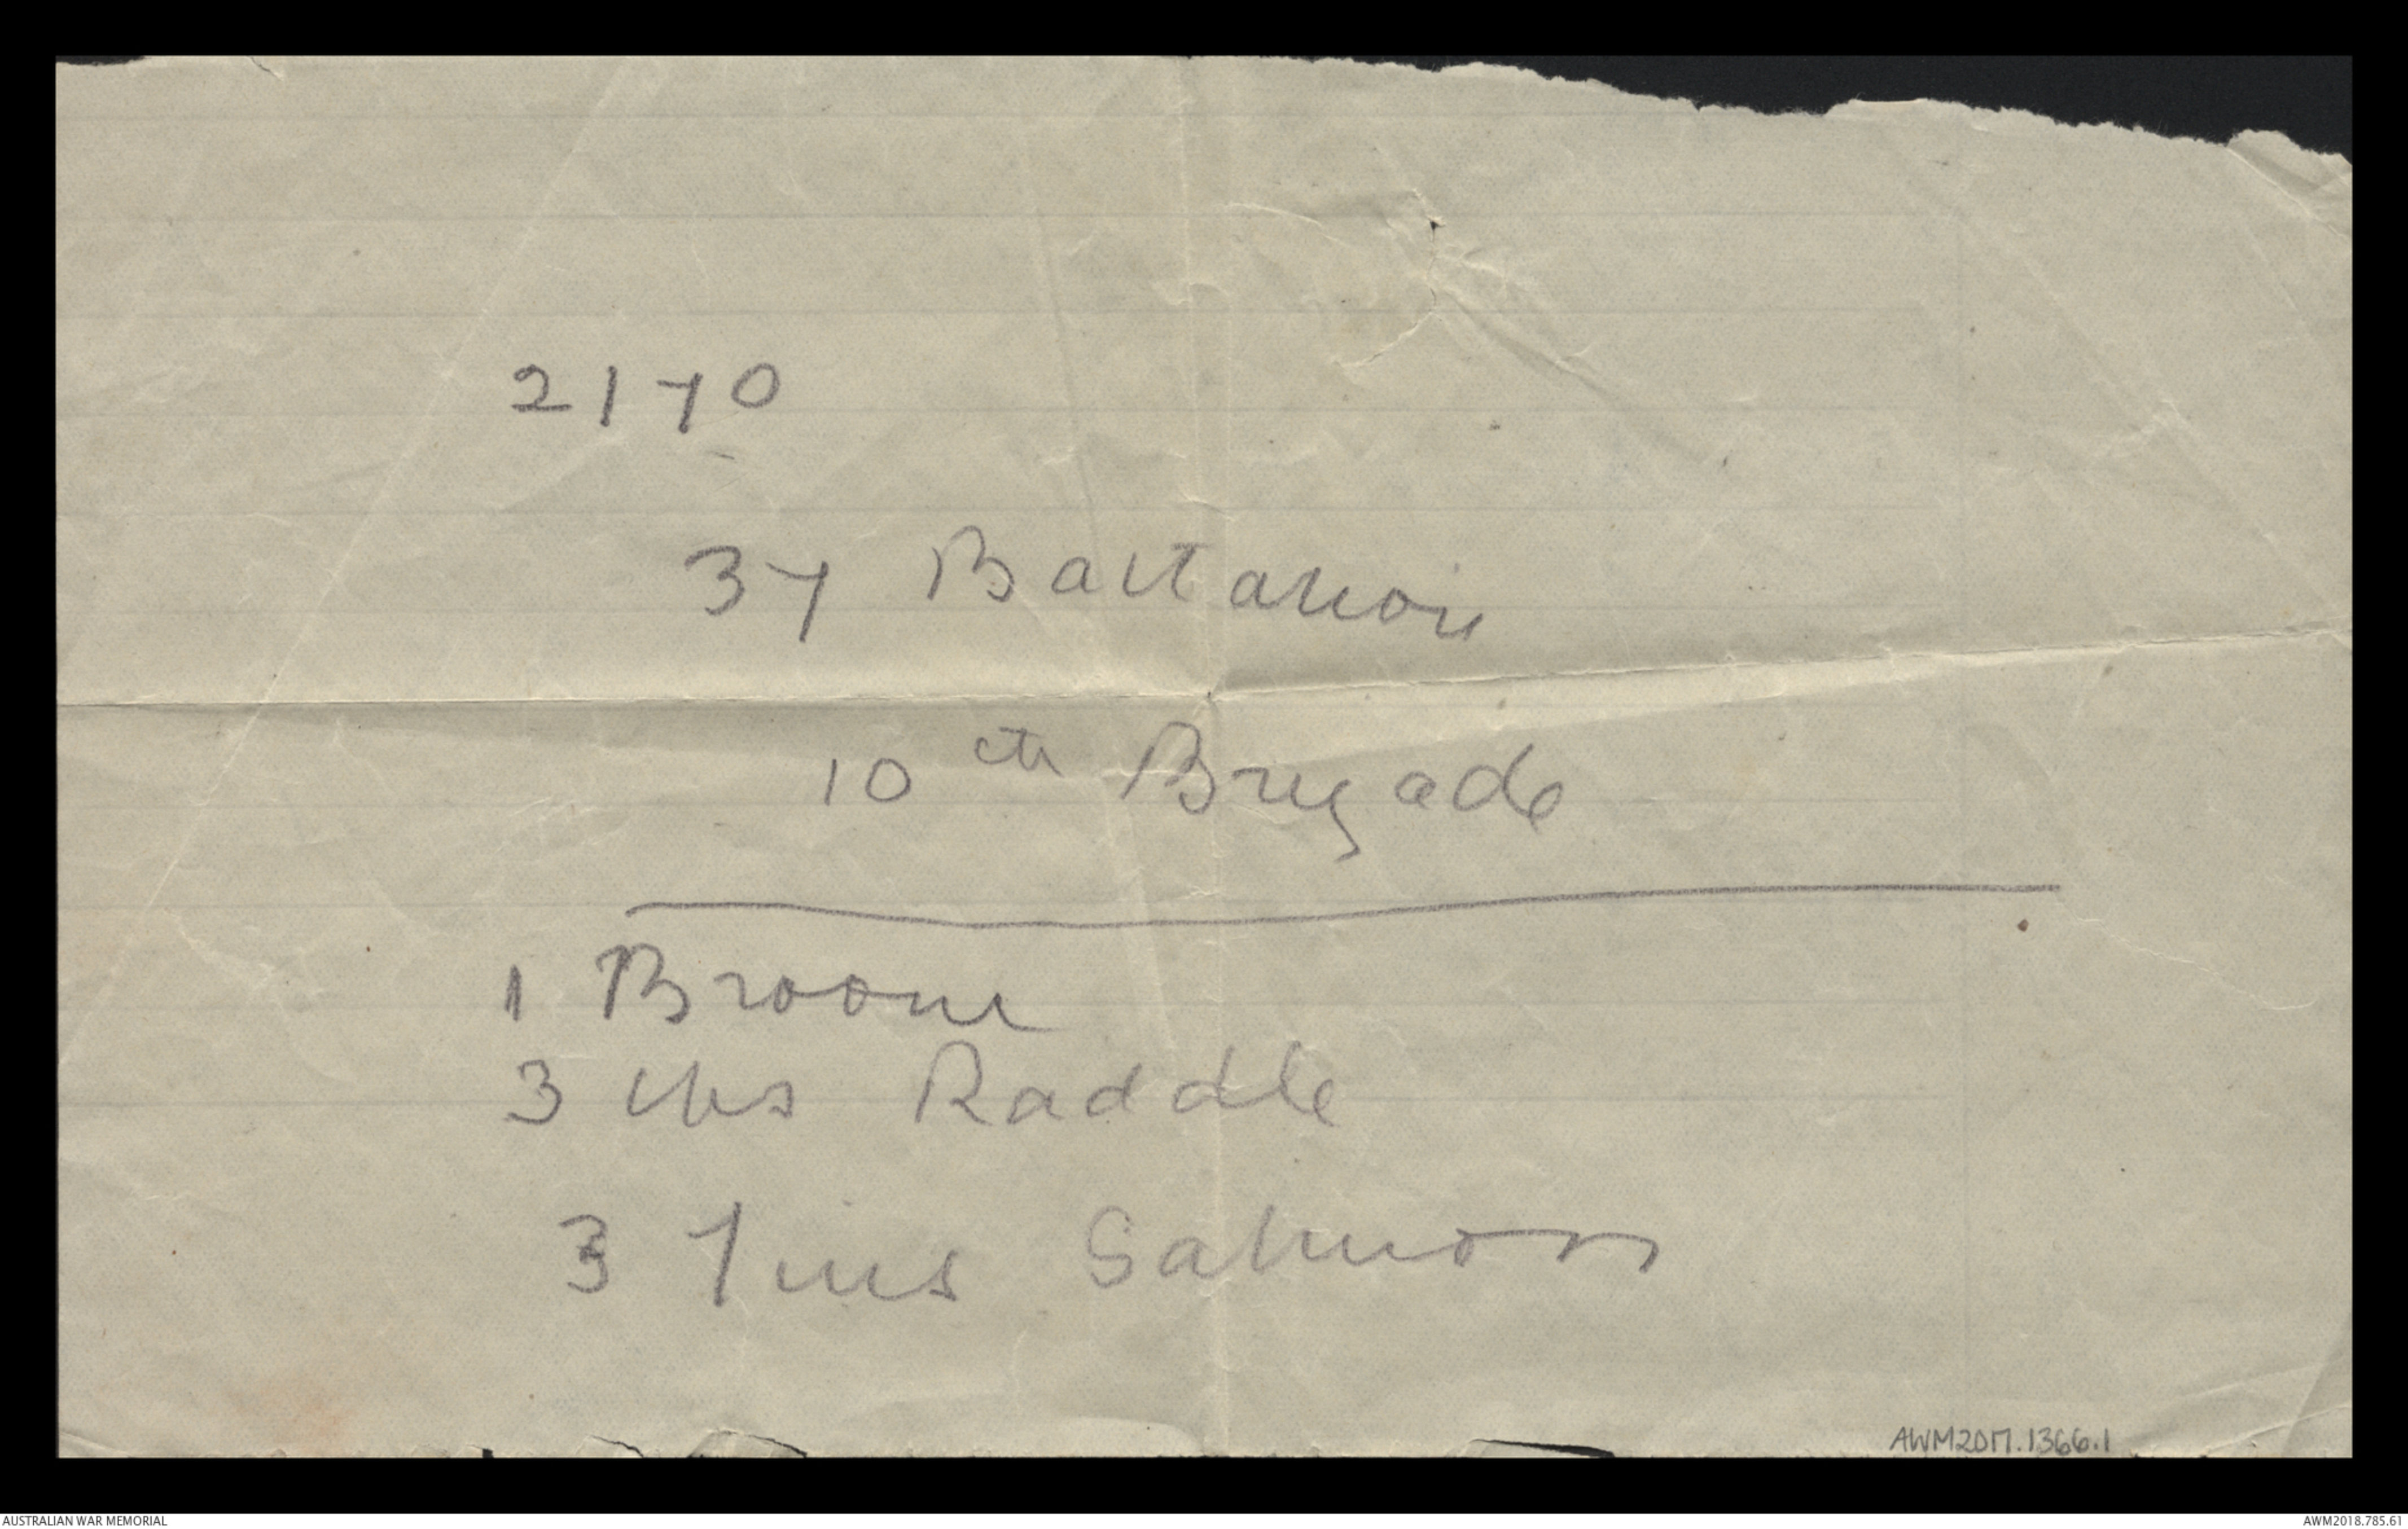 2170
37 Battalion
10th Brigade
1 Broom
3 lbs Raddle
3 Tins Salmon
AWM2017.1366.1
AUSTRALIAN WAR MEMORIAL
AWM2018.785.61